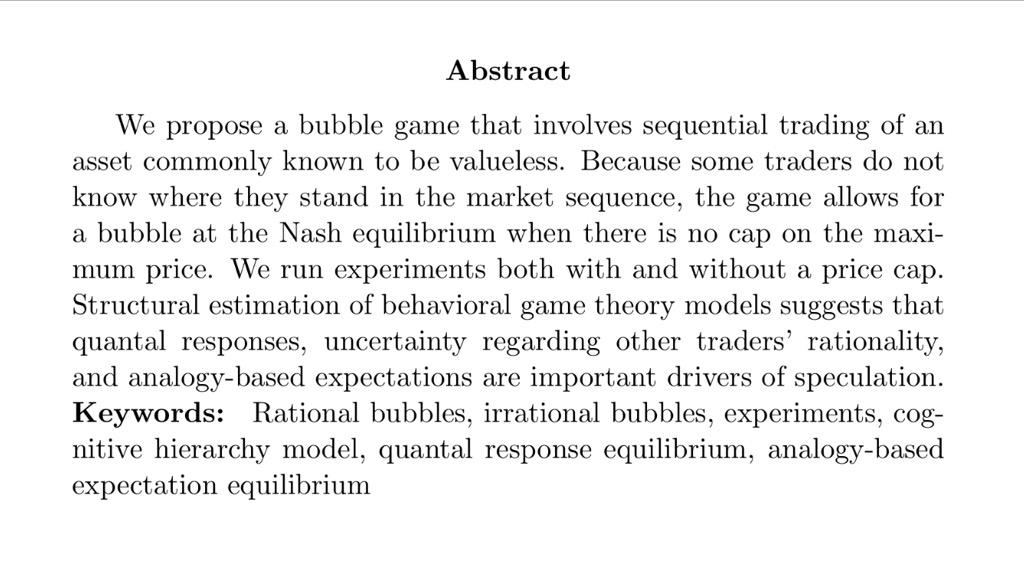 Abstract
We propose a bubble game that involves sequential trading of an
asset commonly known to be valueless. Because some traders do not
know where they stand in the market sequence, the game allows for
a bubble at the Nash equilibrium when there is no cap on the maxi-
mum price. We run experiments both with and without a price cap.
Structural estimation of behavioral game theory models suggests that
quantal responses, uncertainty regarding other traders' rationality,
and analogy-based expectations are important drivers of speculation.
Keywords: Rational bubbles, irrational bubbles, experiments, cog-
nitive hierarchy model, quantal response equilibrium, analogy-based
expectation equilibrium